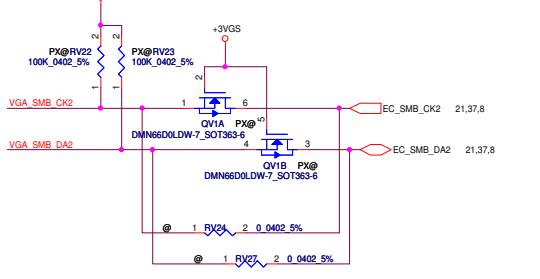 +3VGS
2
2
PX@RV22
100K_0402_5%
PX@RV23
100K_0402_5%
1
1
2
VGA_SMB_CK2
1
6
EC_SMB_CK2 21,37,8
QV1A PX@
DMN66D0LDW-7_SOT363-6
5
VGA_SMB_DA2
4
3
EC_SMB_DA2 21,37,8
QV1B PX@
DMN66D0LDW-7_SOT363-6
@ 1 RV24 2 0_0402_5%
@ 1 RV27 2 0_0402_5%